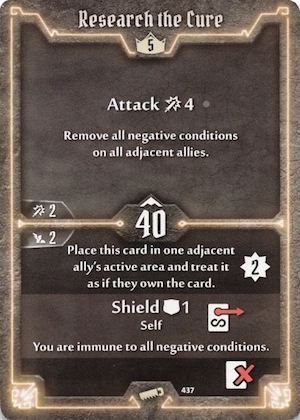 Research the Cure
5
Attack 4
Remove all negative conditions
on all adjacent allies.
2
40
2
Place this card in one adjacent
ally's active area and treat it
as if they own the card.
2
Shield 1
Self
S
You are immune to all negative conditions.
437